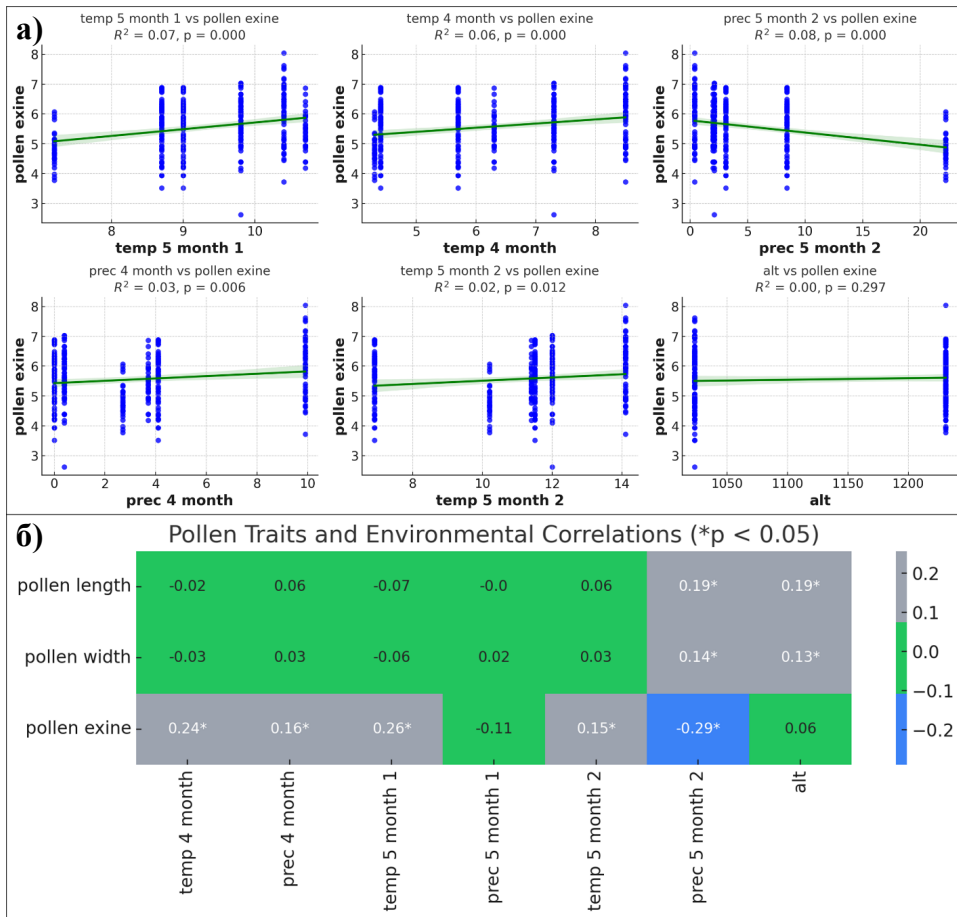 а)
temp 5 month 1 vs pollen exine
R² = 0.07, p = 0.000
pollen exine
8
7
6
5
4
3
8 9 10
temp 5 month 1
temp 4 month vs pollen exine
R² = 0.06, p = 0.000
pollen exine
8
7
6
5
4
3
5 6 7 8
temp 4 month
prec 5 month 2 vs pollen exine
R² = 0.08, p = 0.000
pollen exine
8
7
6
5
4
3
0 5 10 15 20
prec 5 month 2
prec 4 month vs pollen exine
R² = 0.03, p = 0.006
pollen exine
8
7
6
5
4
3
0 2 4 6 8 10
prec 4 month
temp 5 month 2 vs pollen exine
R² = 0.02, p = 0.012
pollen exine
8
7
6
5
4
3
8 10 12 14
temp 5 month 2
alt vs pollen exine
R² = 0.00, p = 0.297
pollen exine
8
7
6
5
4
3
1050 1100 1150 1200
alt
б)
Pollen Traits and Environmental Correlations (*p < 0.05)
pollen length -0.02 0.06 -0.07 -0.0 0.06 0.19* 0.19*
pollen width -0.03 0.03 -0.06 0.02 0.03 0.14* 0.13*
pollen exine 0.24* 0.16* 0.26* -0.11 0.15* -0.29* 0.06
temp 4 month
prec 4 month
temp 5 month 1
prec 5 month 1
temp 5 month 2
prec 5 month 2
alt
0.2
0.1
0.0
−0.1
−0.2